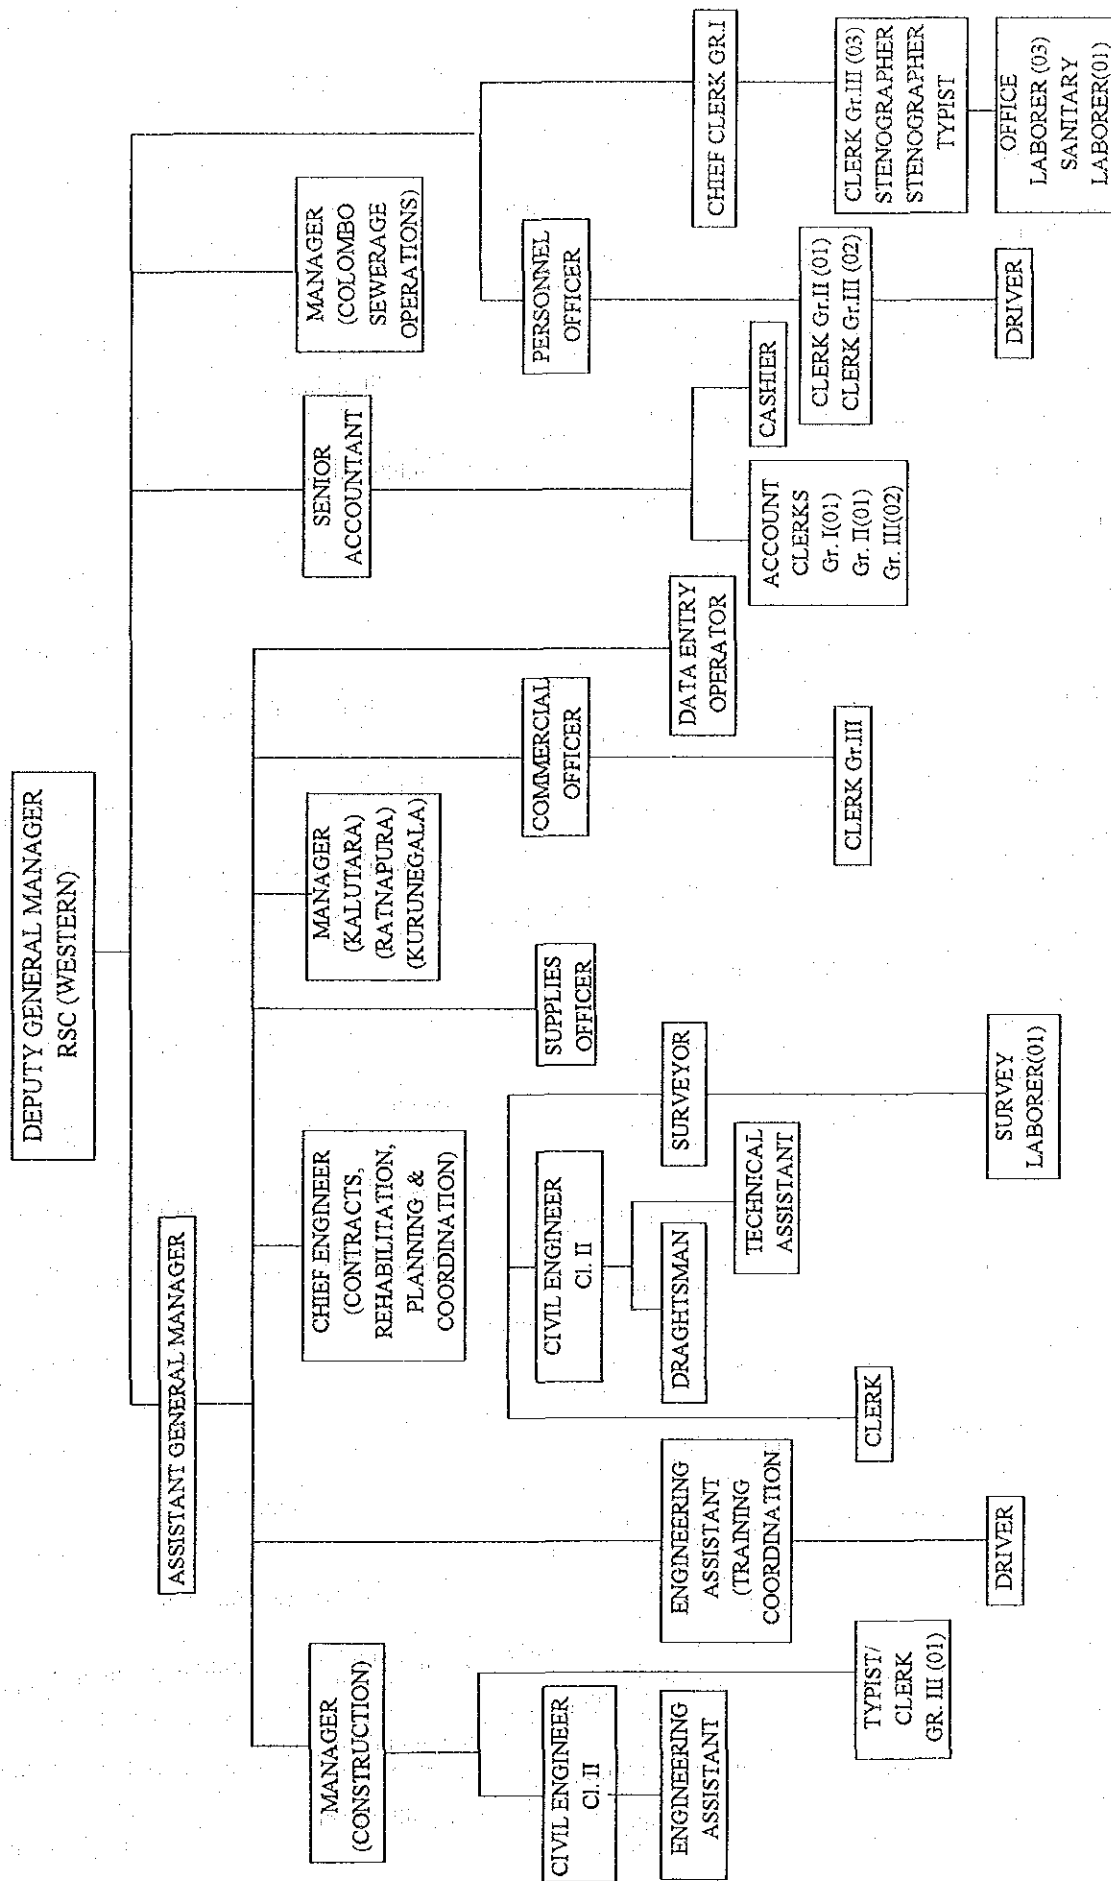 DEPUTY GENERAL MANAGER
RSC (WESTERN)
ASSISTANT GENERAL MANAGER
MANAGER
(CONSTRUCTION)
CHIEF ENGINEER
(CONTRACTS,
REHABILITATION,
PLANNING &
COORDINATION)
MANAGER
(KALUTARA)
(RATNAPURA)
(KURUNEGALA)
SENIOR
ACCOUNTANT
MANAGER
(COLOMBO
SEWERAGE
OPERATIONS)
CIVIL ENGINEER
Cl. II
CIVIL ENGINEER
Cl. II
SUPPLIES
OFFICER
COMMERCIAL
OFFICER
PERSONNEL
OFFICER
ENGINEERING
ASSISTANT
ENGINEERING
ASSISTANT
(TRAINING
COORDINATION
DRAGHTSMAN
TECHNICAL
ASSISTANT
SURVEYOR
DATA ENTRY
OPERATOR
ACCOUNT
CLERKS
Gr. I(01)
Gr. II(01)
Gr. III(02)
CASHIER
CHIEF CLERK GR.I
TYPIST/
CLERK
GR. III (01)
CLERK
CLERK Gr.III
CLERK Gr.II (01)
CLERK Gr.III (02)
CLERK Gr.III (03)
STENOGRAPHER
STENOGRAPHER
TYPIST
DRIVER
SURVEY
LABORER(01)
DRIVER
OFFICE
LABORER (03)
SANITARY
LABORER(01)